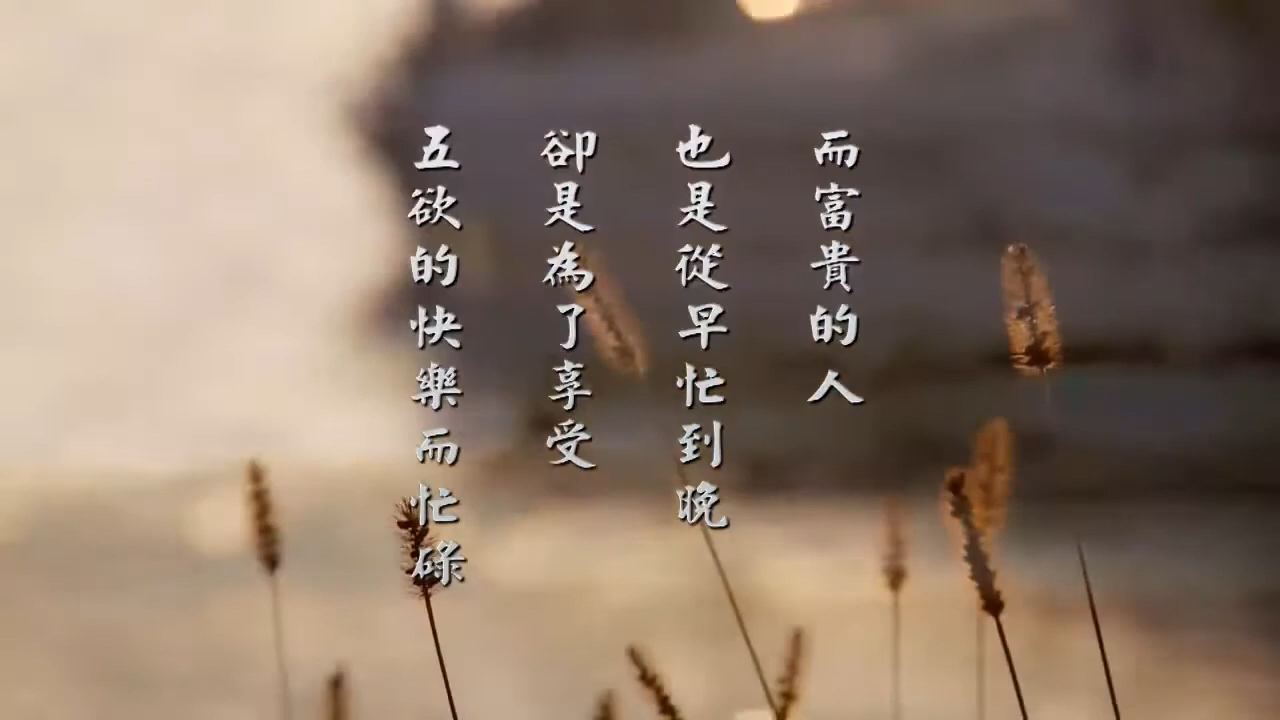 而富貴的人
也是從早忙到晚
卻是為了享受
五欲的快樂而忙碌